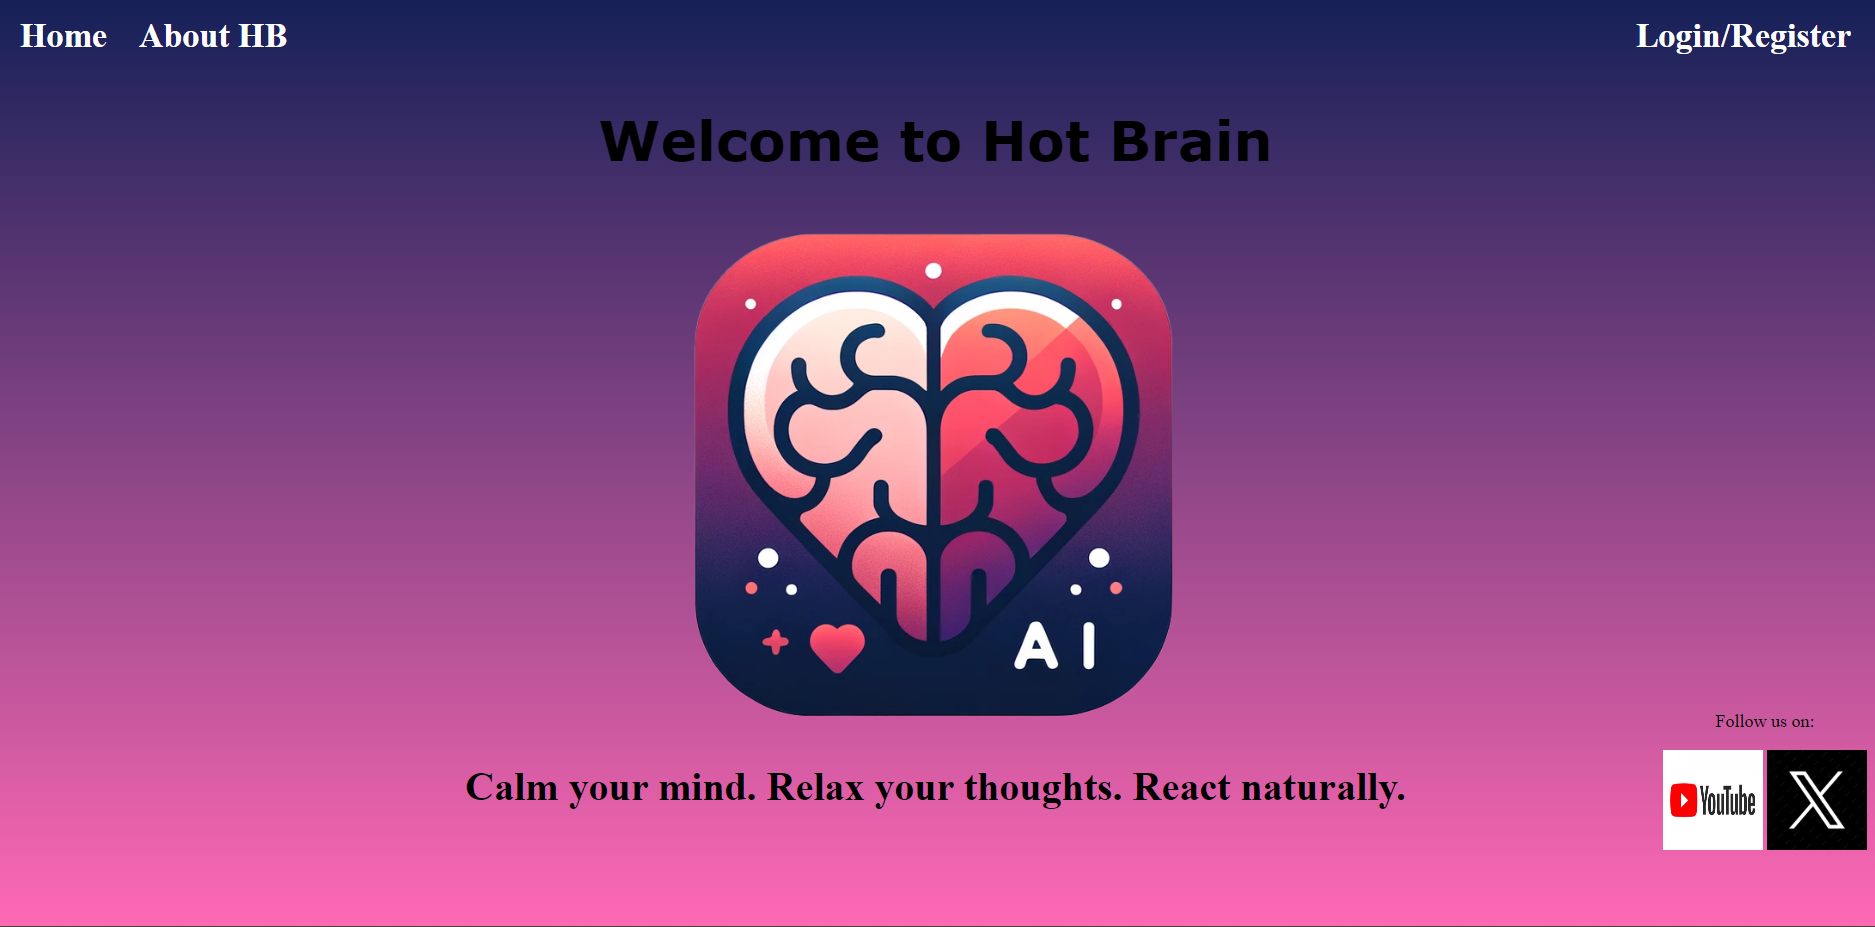 Home About HB Login/Register
Welcome to Hot Brain
AI
Follow us on:
YouTube X
Calm your mind. Relax your thoughts. React naturally.